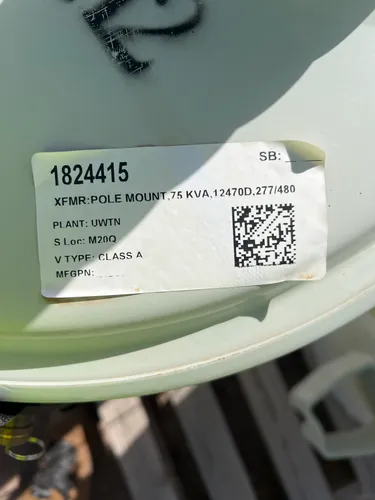 1824415
SB:
XFMR:POLE MOUNT,75 KVA,12470D,277/480
PLANT: UWTN
S Loc: M20Q
V TYPE: CLASS A
MFGPN: